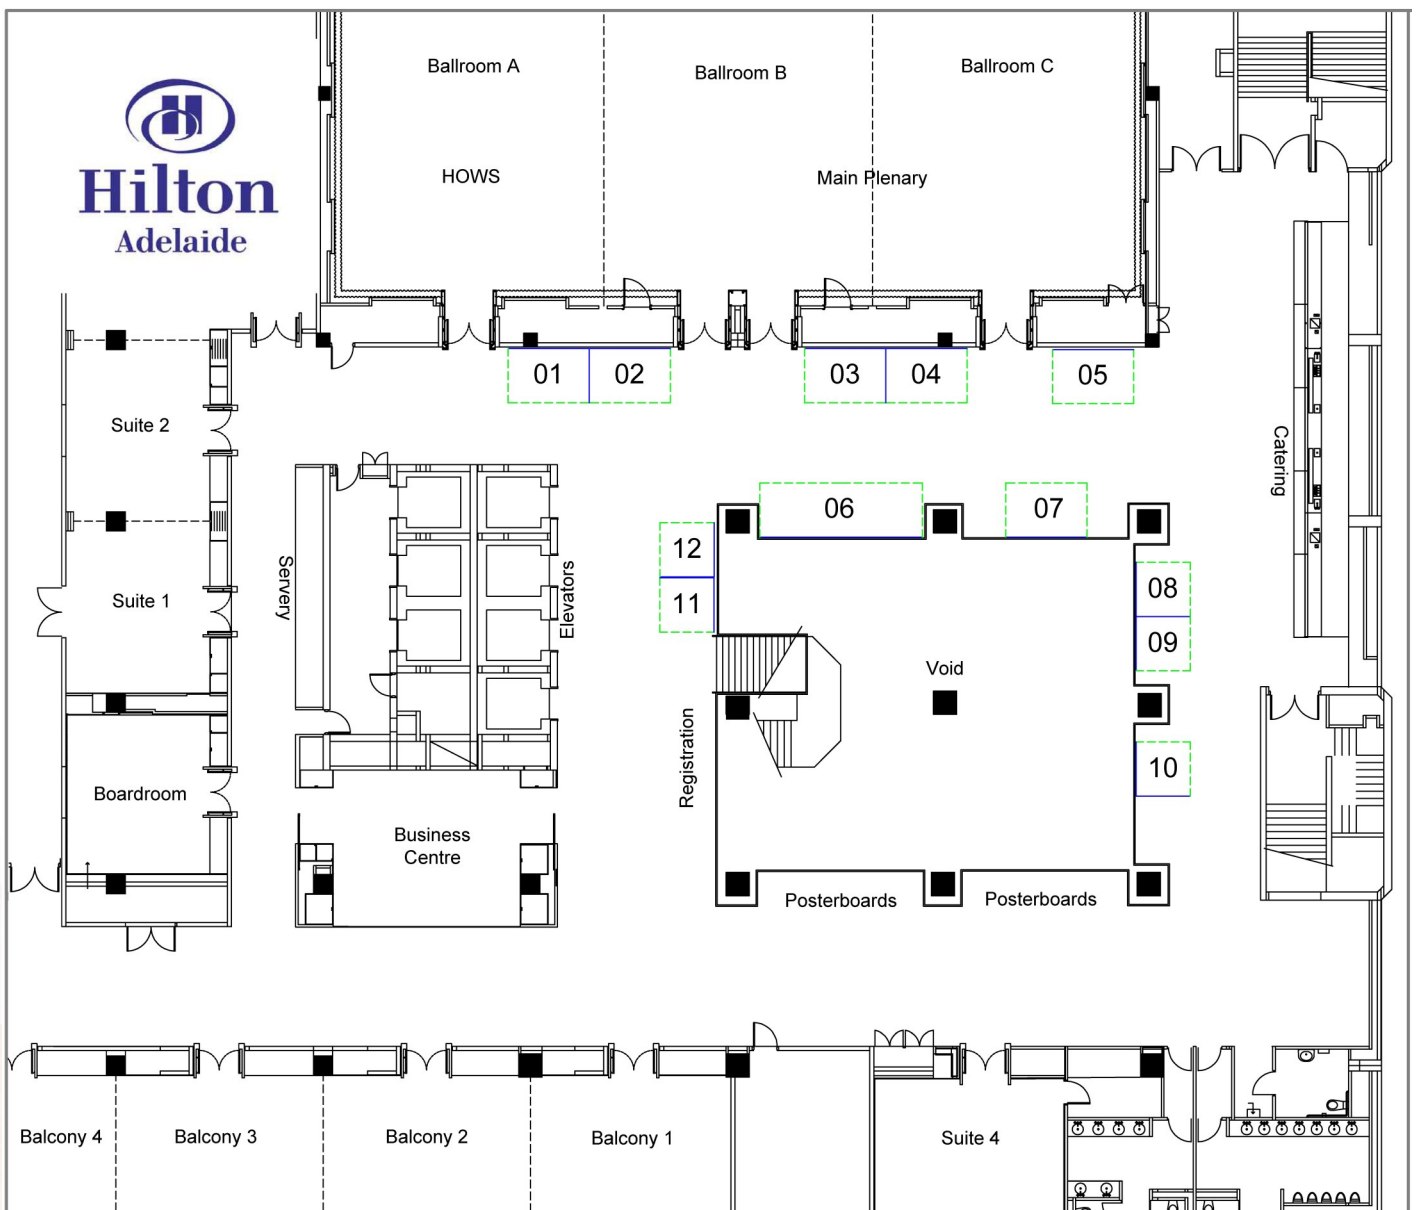 Ballroom A
Ballroom B
Ballroom C
Hilton
Adelaide
HOWS
Main Plenary
01
02
03
04
05
Suite 2
Catering
06
07
12
11
08
09
Servery
Elevators
Suite 1
Void
Registration
10
Boardroom
Business
Centre
Posterboards
Posterboards
Balcony 4
Balcony 3
Balcony 2
Balcony 1
Suite 4